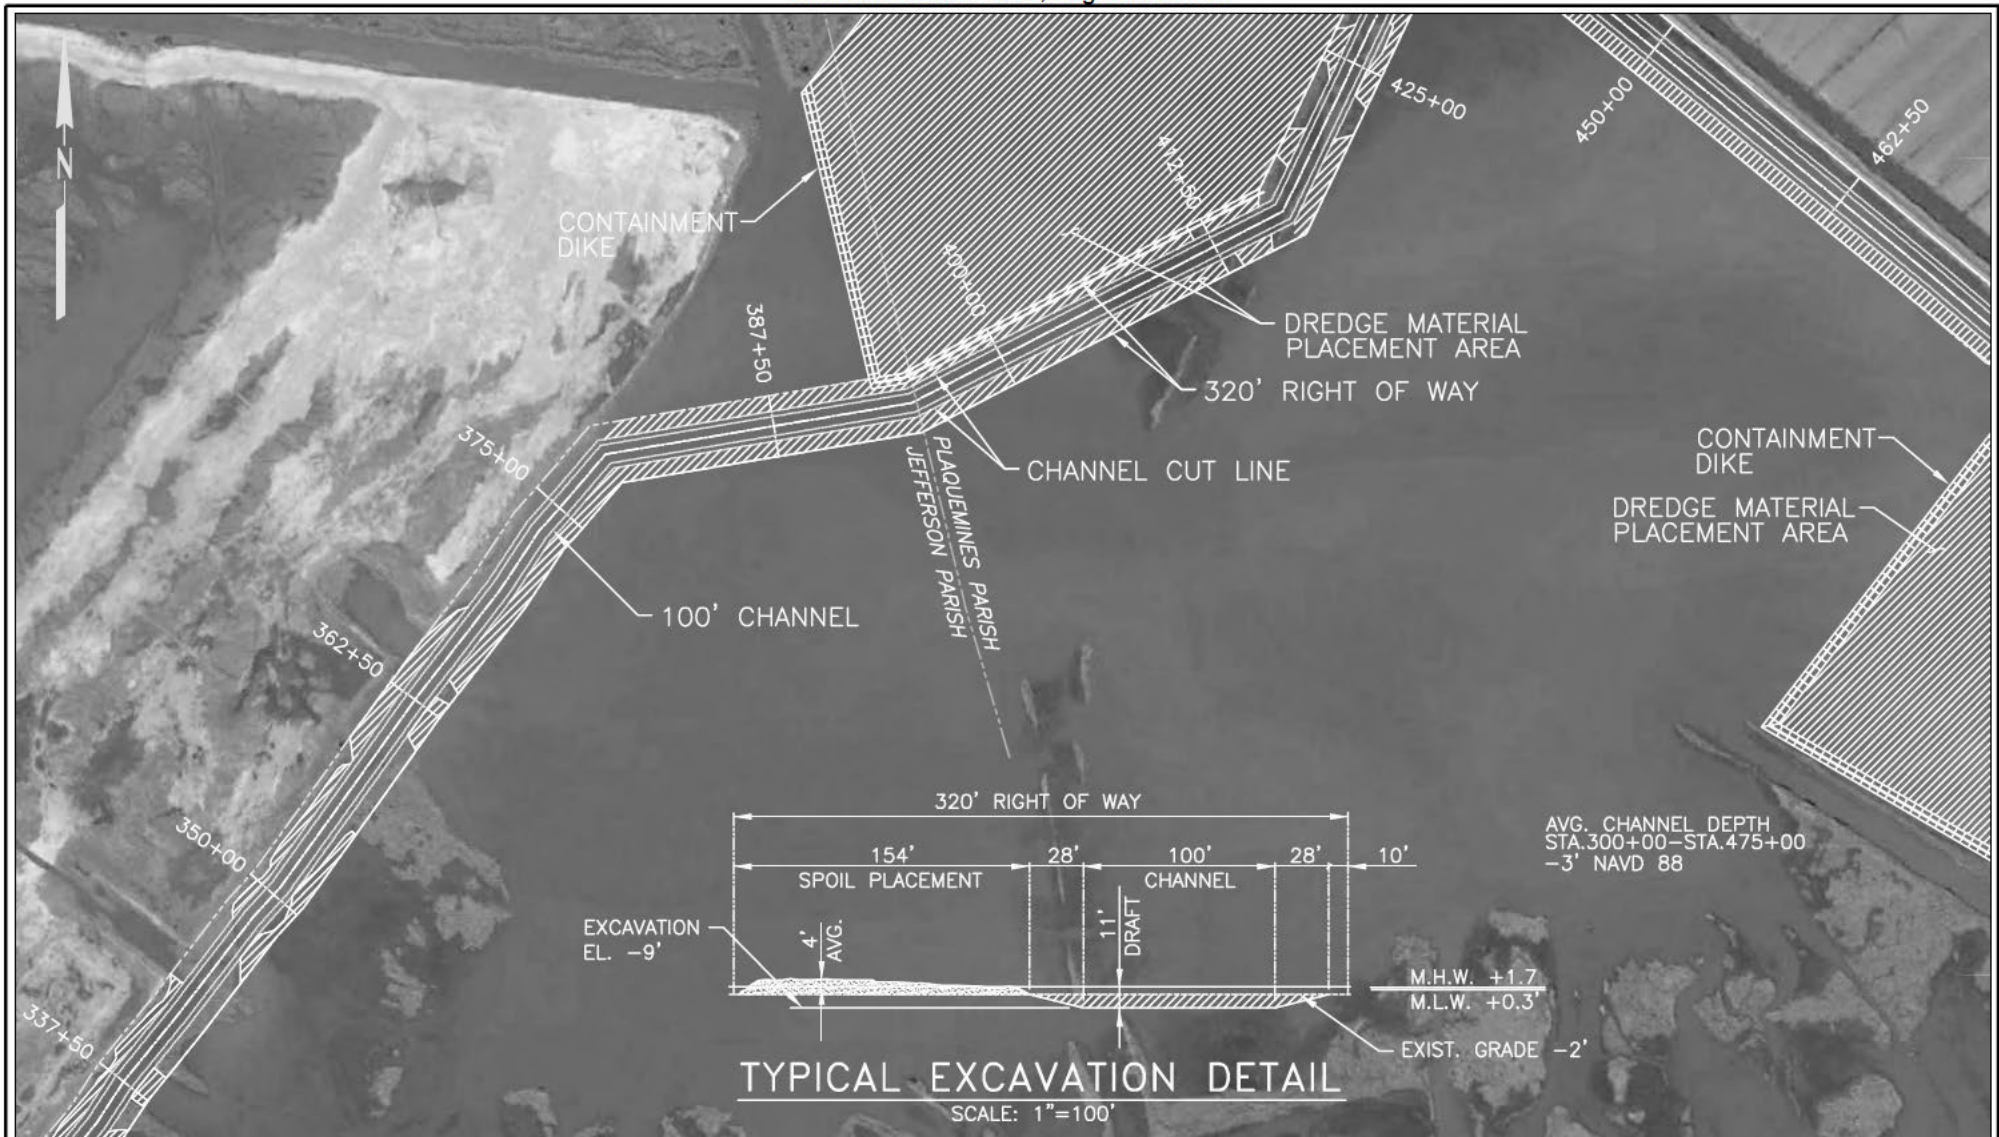 N
CONTAINMENT
DIKE
425+00
450+00
462+50
412+50
400+00
387+50
375+00
362+50
350+00
337+50
DREDGE MATERIAL
PLACEMENT AREA
320' RIGHT OF WAY
CHANNEL CUT LINE
CONTAINMENT
DIKE
DREDGE MATERIAL
PLACEMENT AREA
PLAQUEMINES PARISH
JEFFERSON PARISH
100' CHANNEL
320' RIGHT OF WAY
154'
28'
100'
28'
10'
SPOIL PLACEMENT
CHANNEL
AVG. CHANNEL DEPTH
STA.300+00-STA.475+00
-3' NAVD 88
EXCAVATION
EL. -9'
4'
AVG.
11'
DRAFT
M.H.W. +1.7
M.L.W. +0.3'
EXIST. GRADE -2'
TYPICAL EXCAVATION DETAIL
SCALE: 1"=100'